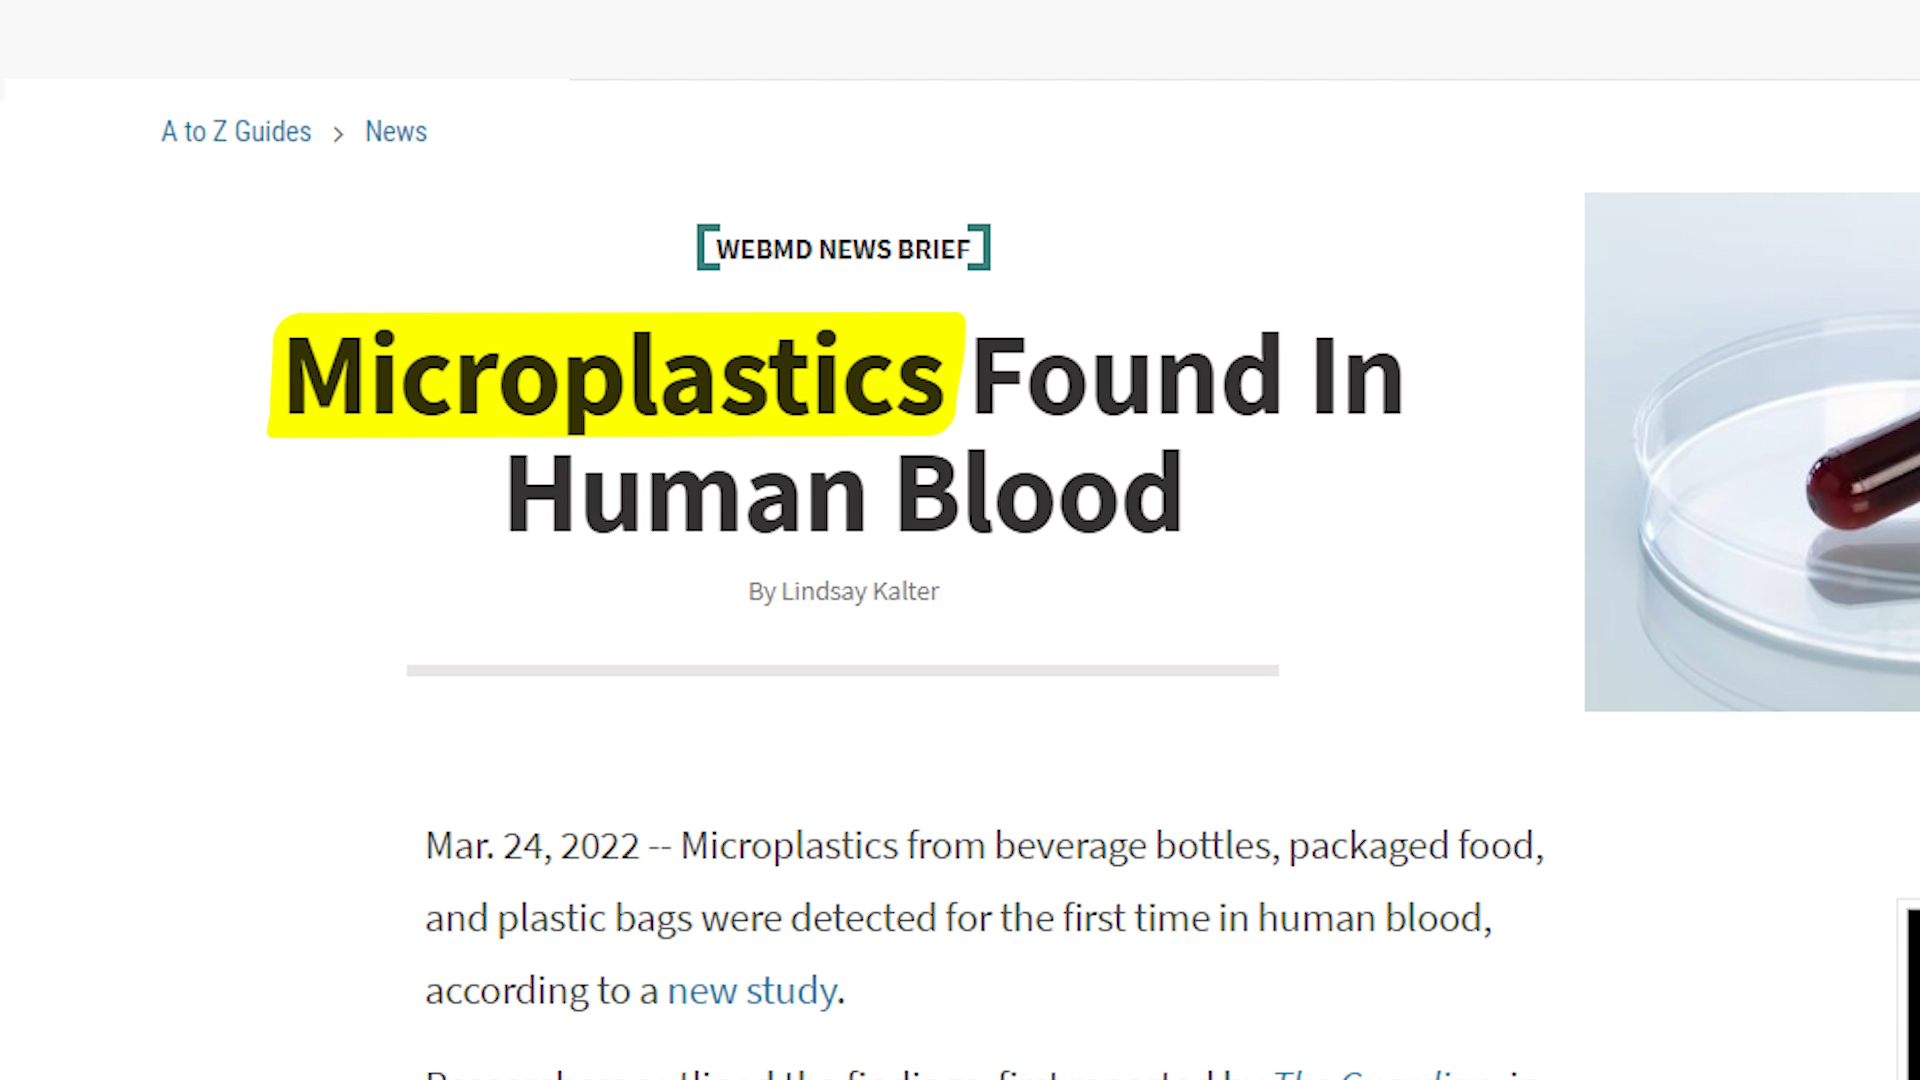 A to Z Guides > News
WEBMD NEWS BRIEF
Microplastics Found In
Human Blood
By Lindsay Kalter
Mar. 24, 2022 -- Microplastics from beverage bottles, packaged food,
and plastic bags were detected for the first time in human blood,
according to a new study.